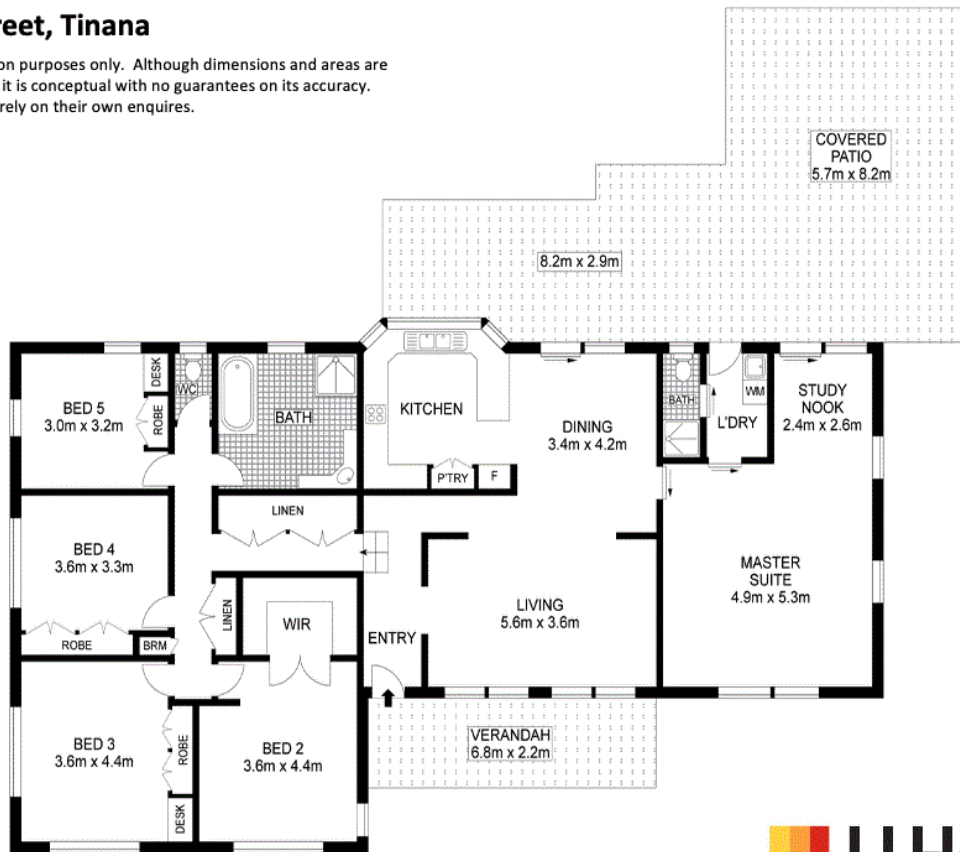 reet, Tinana
on purposes only. Although dimensions and areas are
it is conceptual with no guarantees on its accuracy.
rely on their own enquires.
COVERED
PATIO
5.7m x 8.2m
8.2m x 2.9m
BED 5
3.0m x 3.2m
DESK
ROBE
WC
BATH
KITCHEN
P'TRY
F
DINING
3.4m x 4.2m
BATH
WM
L'DRY
STUDY
NOOK
2.4m x 2.6m
LINEN
BED 4
3.6m x 3.3m
ROBE
BRM
LINEN
WIR
ENTRY
LIVING
5.6m x 3.6m
MASTER
SUITE
4.9m x 5.3m
BED 3
3.6m x 4.4m
ROBE
DESK
BED 2
3.6m x 4.4m
VERANDAH
6.8m x 2.2m